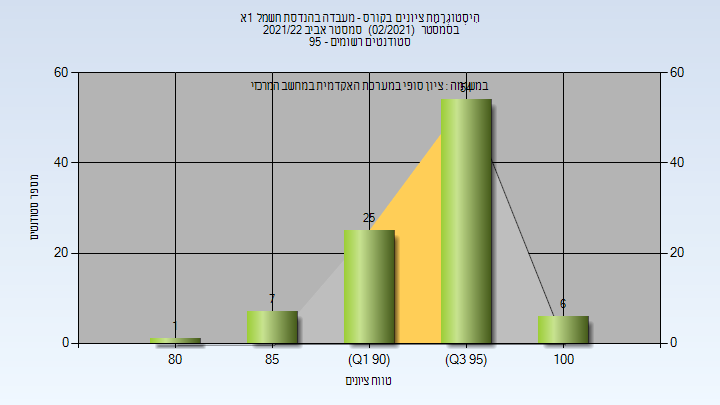 היסטוגרמת ציונים בקורס - מעבדה בהנדסת חשמל 1א
בסמסטר (02/2021) סמסטר אביב 2021/22
סטודנטים רשומים - 95
במשימה : ציון סופי במערכת האקדמית במחשב המרכזי
60 60
40 40
20 20
0 0
54
25
7
6
1
80 85 (Q1 90) (Q3 95) 100
מספר סטודנטים
טווח ציונים